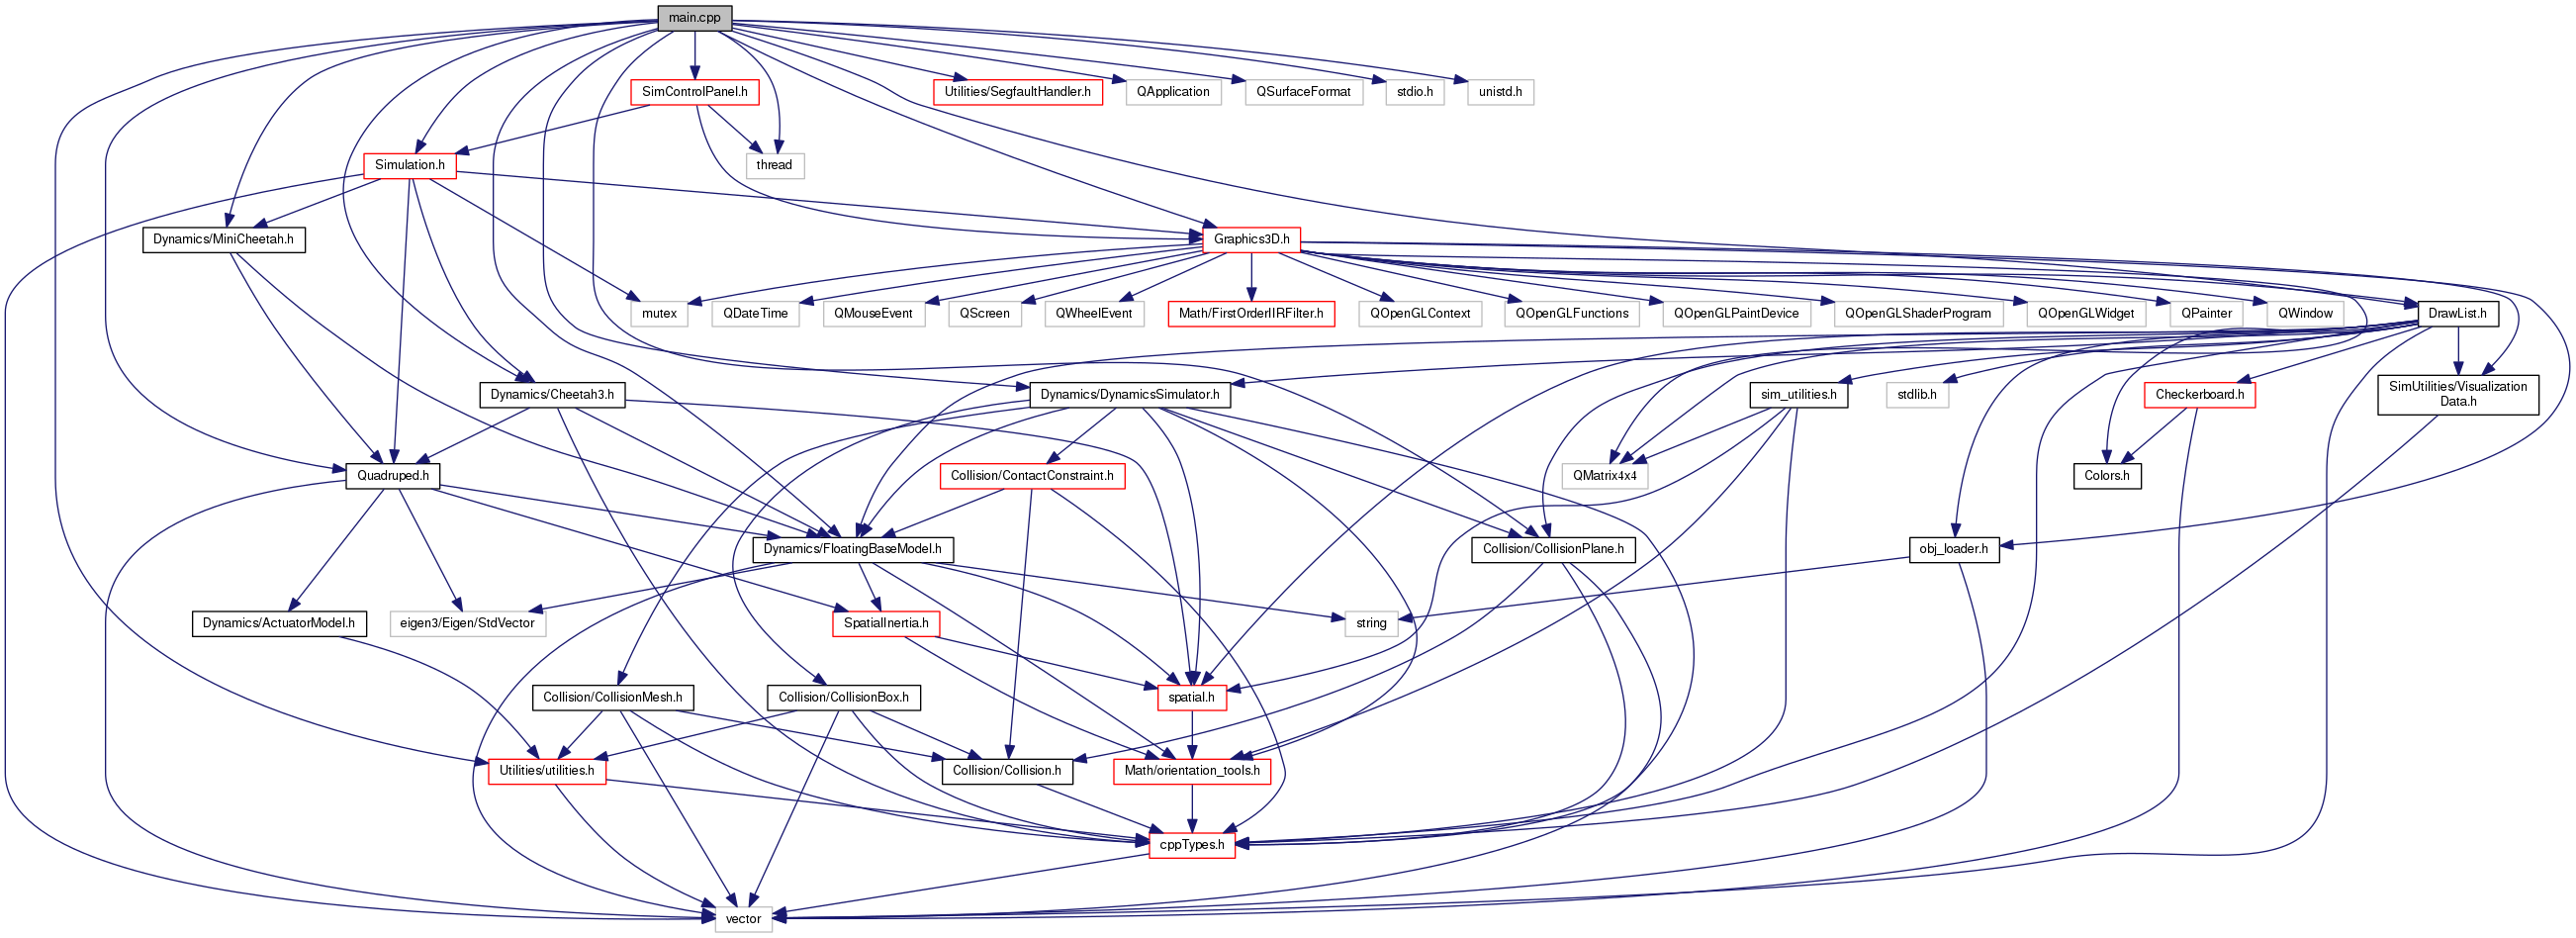 main.cpp
SimControlPanel.h
Utilities/SegfaultHandler.h
QApplication
QSurfaceFormat
stdio.h
unistd.h
Simulation.h
thread
Dynamics/MiniCheetah.h
Graphics3D.h
mutex
QDateTime
QMouseEvent
QScreen
QWheelEvent
Math/FirstOrderIIRFilter.h
QOpenGLContext
QOpenGLFunctions
QOpenGLPaintDevice
QOpenGLShaderProgram
QOpenGLWidget
QPainter
QWindow
DrawList.h
Dynamics/Cheetah3.h
Dynamics/DynamicsSimulator.h
sim_utilities.h
stdlib.h
Checkerboard.h
SimUtilities/Visualization
Data.h
Quadruped.h
Collision/ContactConstraint.h
QMatrix4x4
Colors.h
Dynamics/FloatingBaseModel.h
Collision/CollisionPlane.h
obj_loader.h
Dynamics/ActuatorModel.h
eigen3/Eigen/StdVector
SpatialInertia.h
string
Collision/CollisionMesh.h
Collision/CollisionBox.h
spatial.h
Utilities/utilities.h
Collision/Collision.h
Math/orientation_tools.h
cppTypes.h
vector